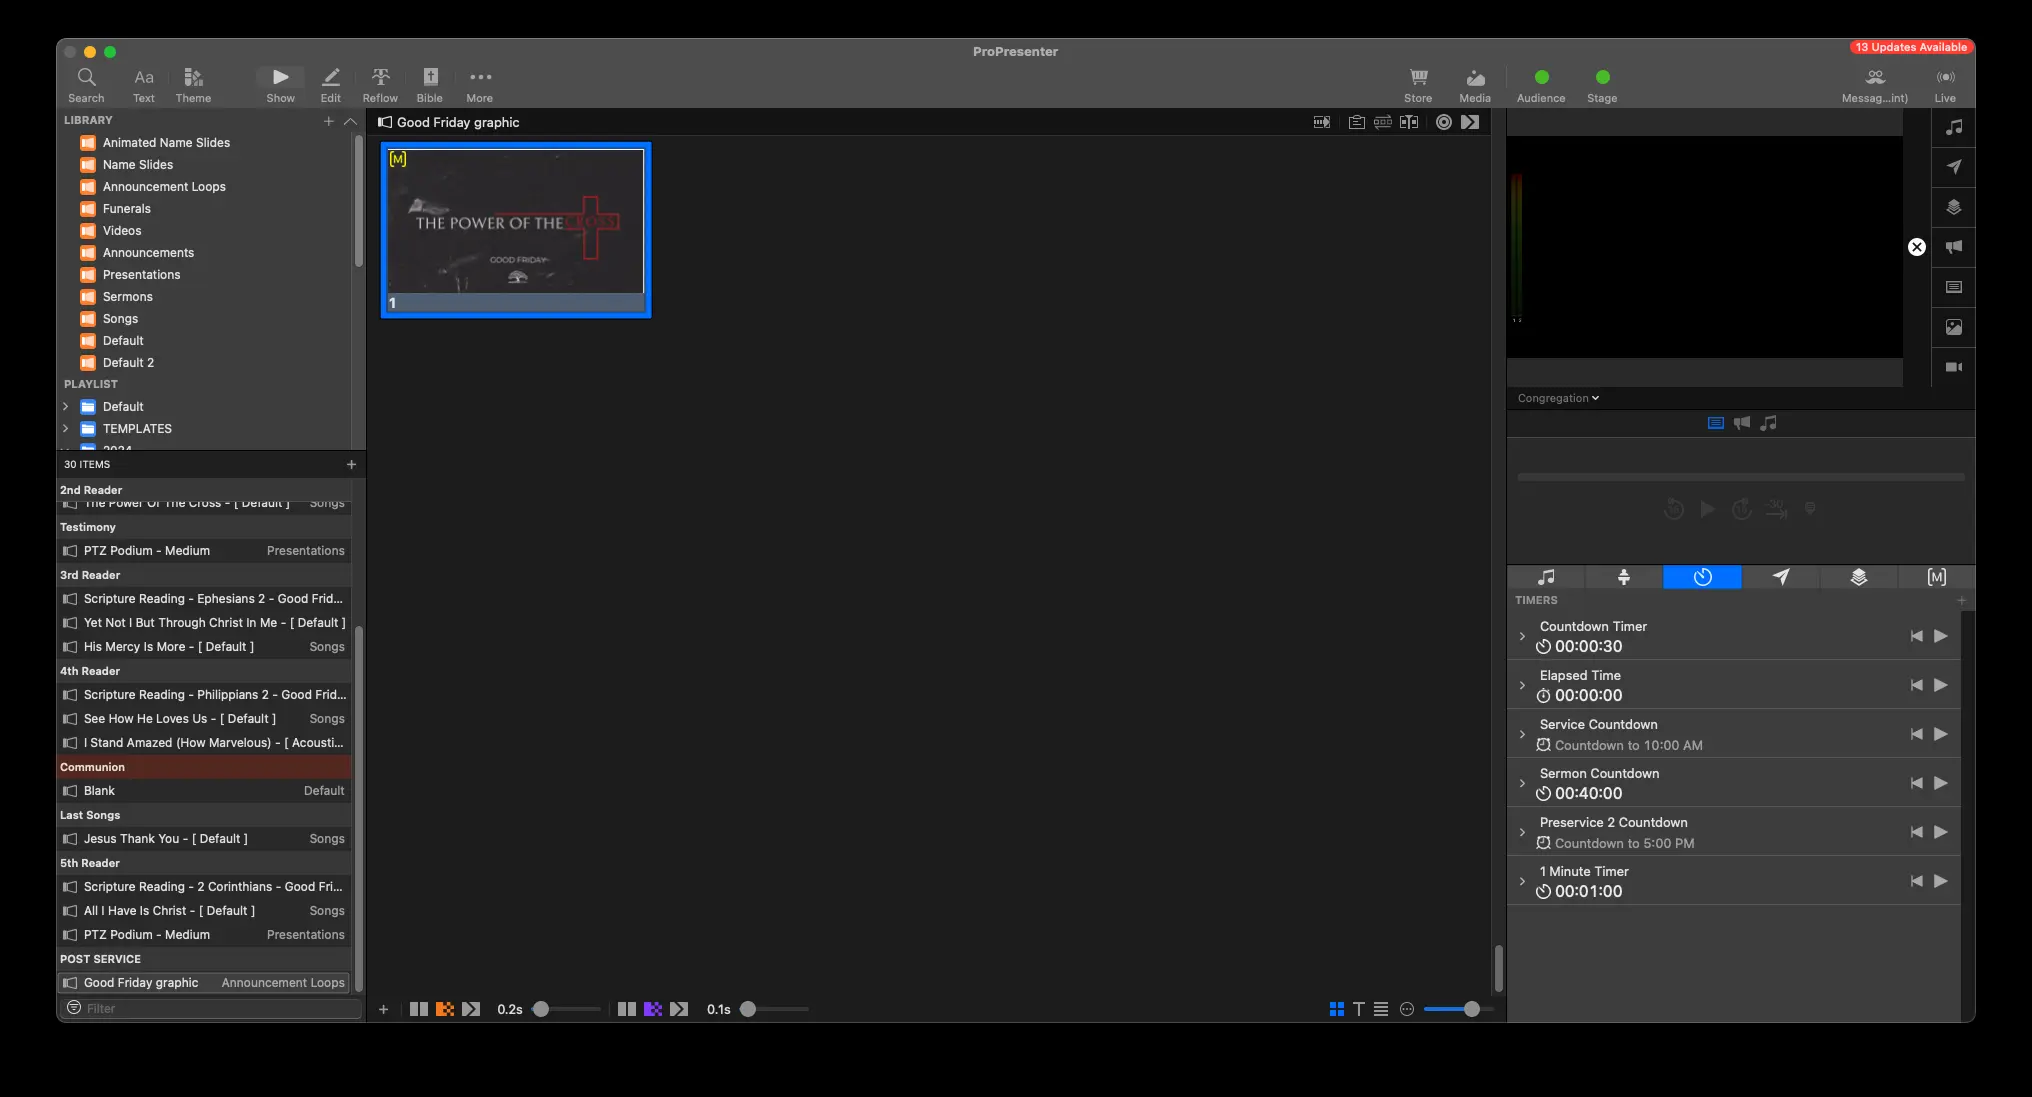 ProPresenter
13 Updates Available
Search
Text
Theme
Show
Edit
Reflow
Bible
More
Store
Media
Audience
Stage
Messag...int)
Live
LIBRARY
Animated Name Slides
Name Slides
Announcement Loops
Funerals
Videos
Announcements
Presentations
Sermons
Songs
Default
Default 2
PLAYLIST
Default
TEMPLATES
2024
30 ITEMS
2nd Reader
The Power Of The Cross - [ Default ] Songs
Testimony
PTZ Podium - Medium Presentations
3rd Reader
Scripture Reading - Ephesians 2 - Good Frid...
Yet Not I But Through Christ In Me - [ Default ]
His Mercy Is More - [ Default ] Songs
4th Reader
Scripture Reading - Philippians 2 - Good Frid...
See How He Loves Us - [ Default ] Songs
I Stand Amazed (How Marvelous) - [ Acousti...
Communion
Blank Default
Last Songs
Jesus Thank You - [ Default ] Songs
5th Reader
Scripture Reading - 2 Corinthians - Good Fri...
All I Have Is Christ - [ Default ] Songs
PTZ Podium - Medium Presentations
POST SERVICE
Good Friday graphic Announcement Loops
Filter
Good Friday graphic
[M]
THE POWER OF THE CROSS
GOOD FRIDAY
1
0.2s
0.1s
Congregation
TIMERS
Countdown Timer
00:00:30
Elapsed Time
00:00:00
Service Countdown
Countdown to 10:00 AM
Sermon Countdown
00:40:00
Preservice 2 Countdown
Countdown to 5:00 PM
1 Minute Timer
00:01:00